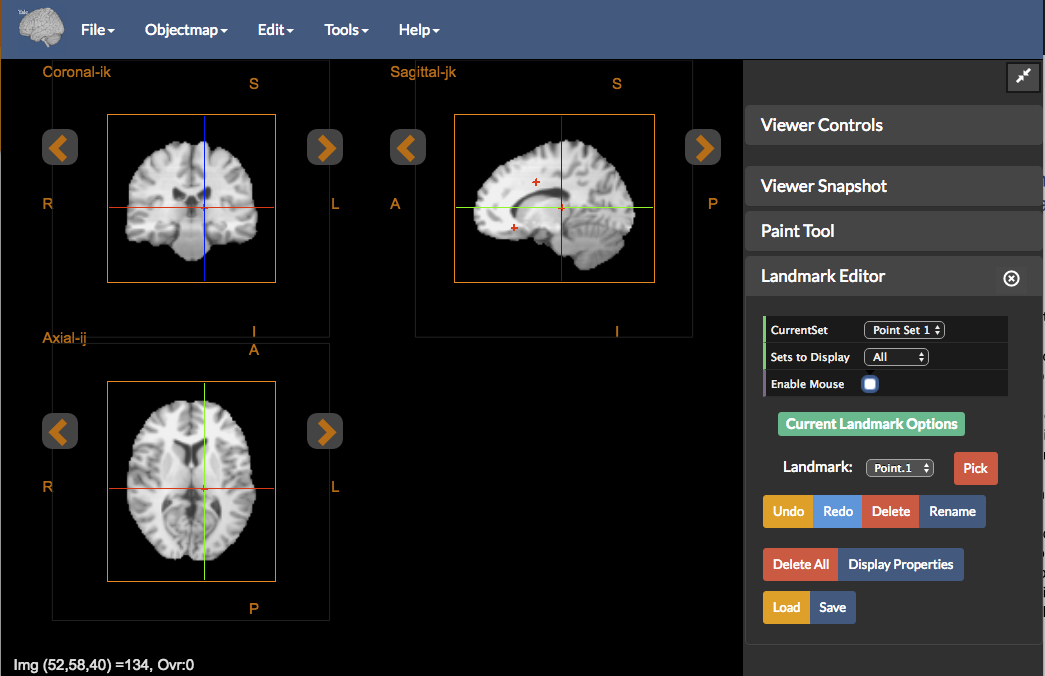 Yale
File Objectmap Edit Tools Help
Coronal-ik
S
R
L
I
Sagittal-jk
S
A
P
I
Axial-ij
A
R
L
P
Img (52,58,40) =134, Ovr:0
Viewer Controls
Viewer Snapshot
Paint Tool
Landmark Editor
CurrentSet Point Set 1
Sets to Display All
Enable Mouse
Current Landmark Options
Landmark: Point.1 Pick
Undo Redo Delete Rename
Delete All Display Properties
Load Save